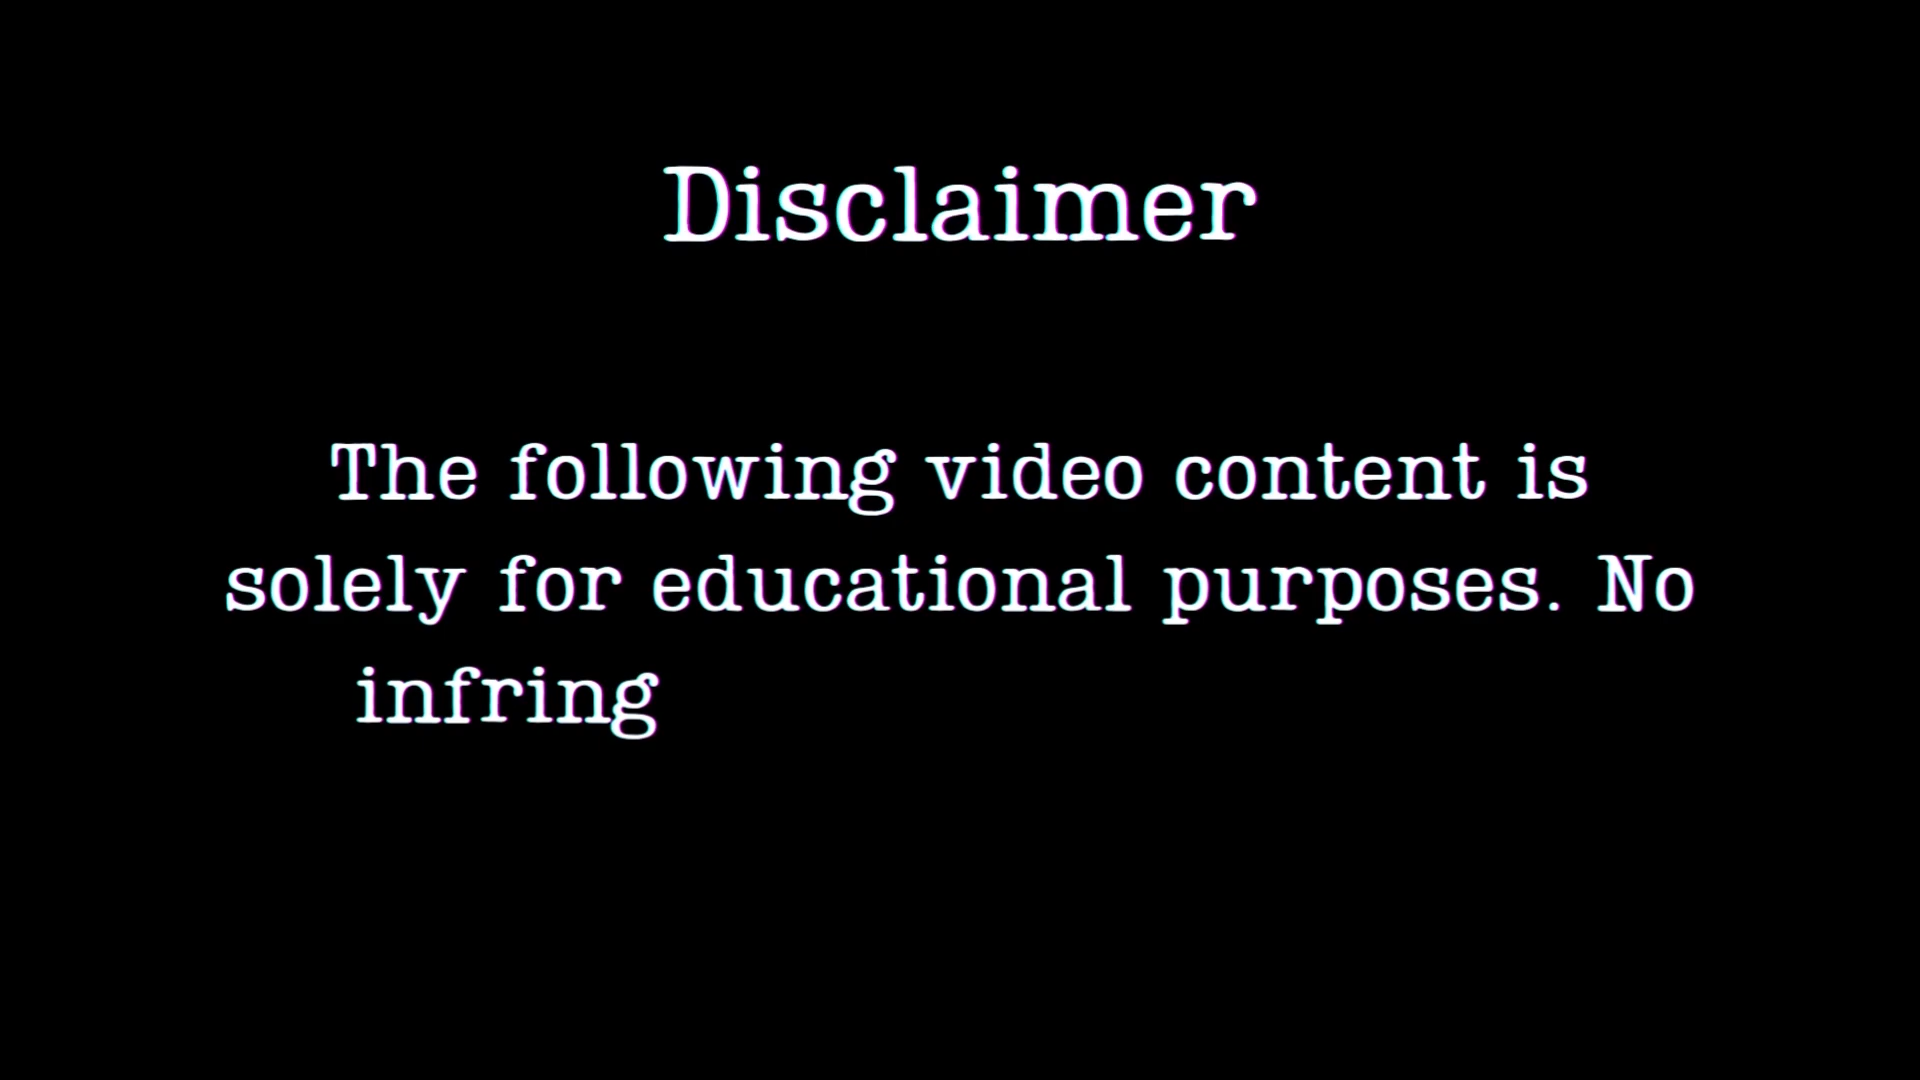 Disclaimer
The following video content is
solely for educational purposes. No
infring